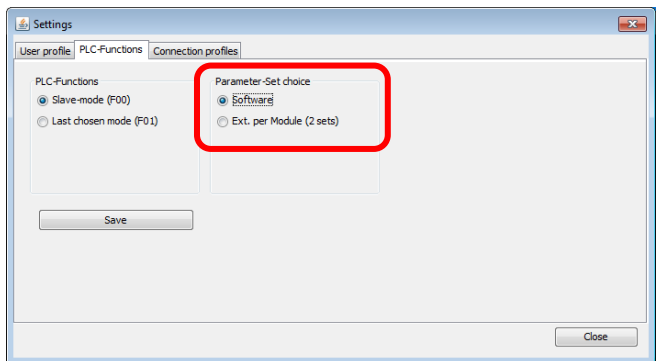 Settings
User profile PLC-Functions Connection profiles
PLC-Functions
Slave-mode (F00)
Last chosen mode (F01)
Parameter-Set choice
Software
Ext. per Module (2 sets)
Save
Close